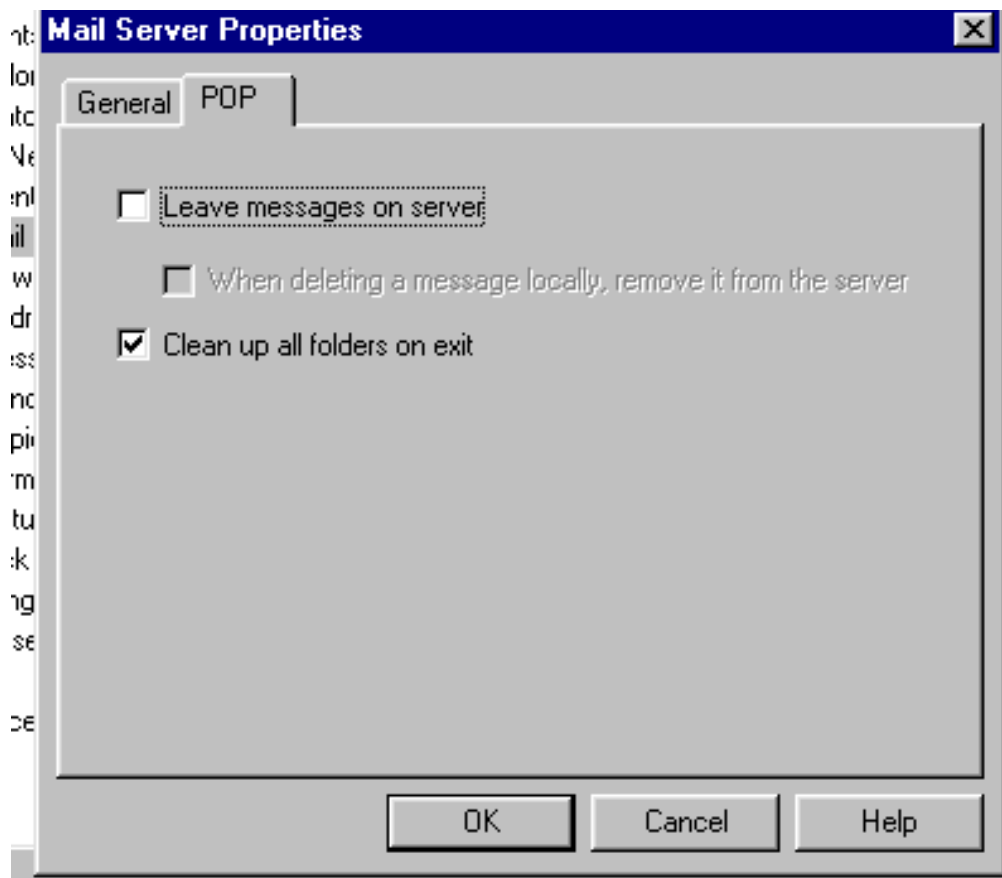 Mail Server Properties
General POP
Leave messages on server
When deleting a message locally, remove it from the server
Clean up all folders on exit
OK Cancel Help